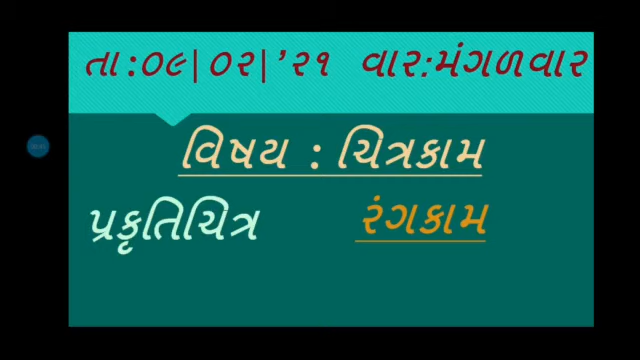 તા:૦૯|૦૨|’૨૧ વાર:મંગળવાર
વિષય : ચિત્રકામ
પ્રકૃતિચિત્ર રંગકામ